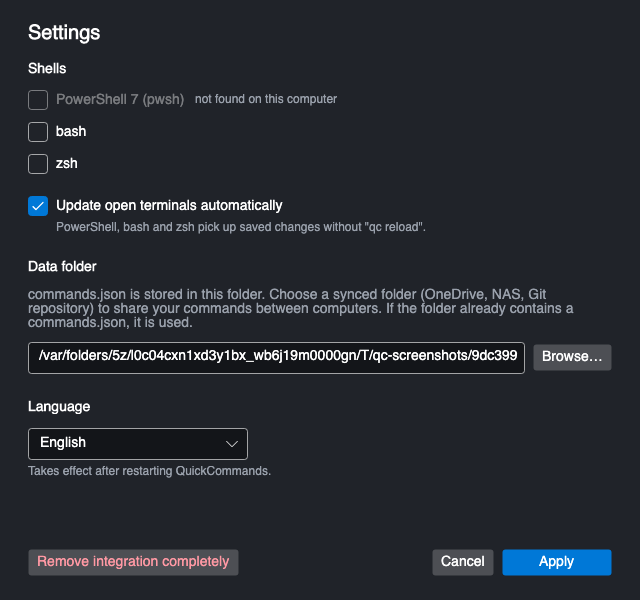 Settings
Shells
PowerShell 7 (pwsh) not found on this computer
bash
zsh
Update open terminals automatically
PowerShell, bash and zsh pick up saved changes without "qc reload".
Data folder
commands.json is stored in this folder. Choose a synced folder (OneDrive, NAS, Git
repository) to share your commands between computers. If the folder already contains a
commands.json, it is used.
/var/folders/5z/l0c04cxn1xd3y1bx_wb6j19m0000gn/T/qc-screenshots/9dc399
Browse...
Language
English
Takes effect after restarting QuickCommands.
Remove integration completely
Cancel
Apply